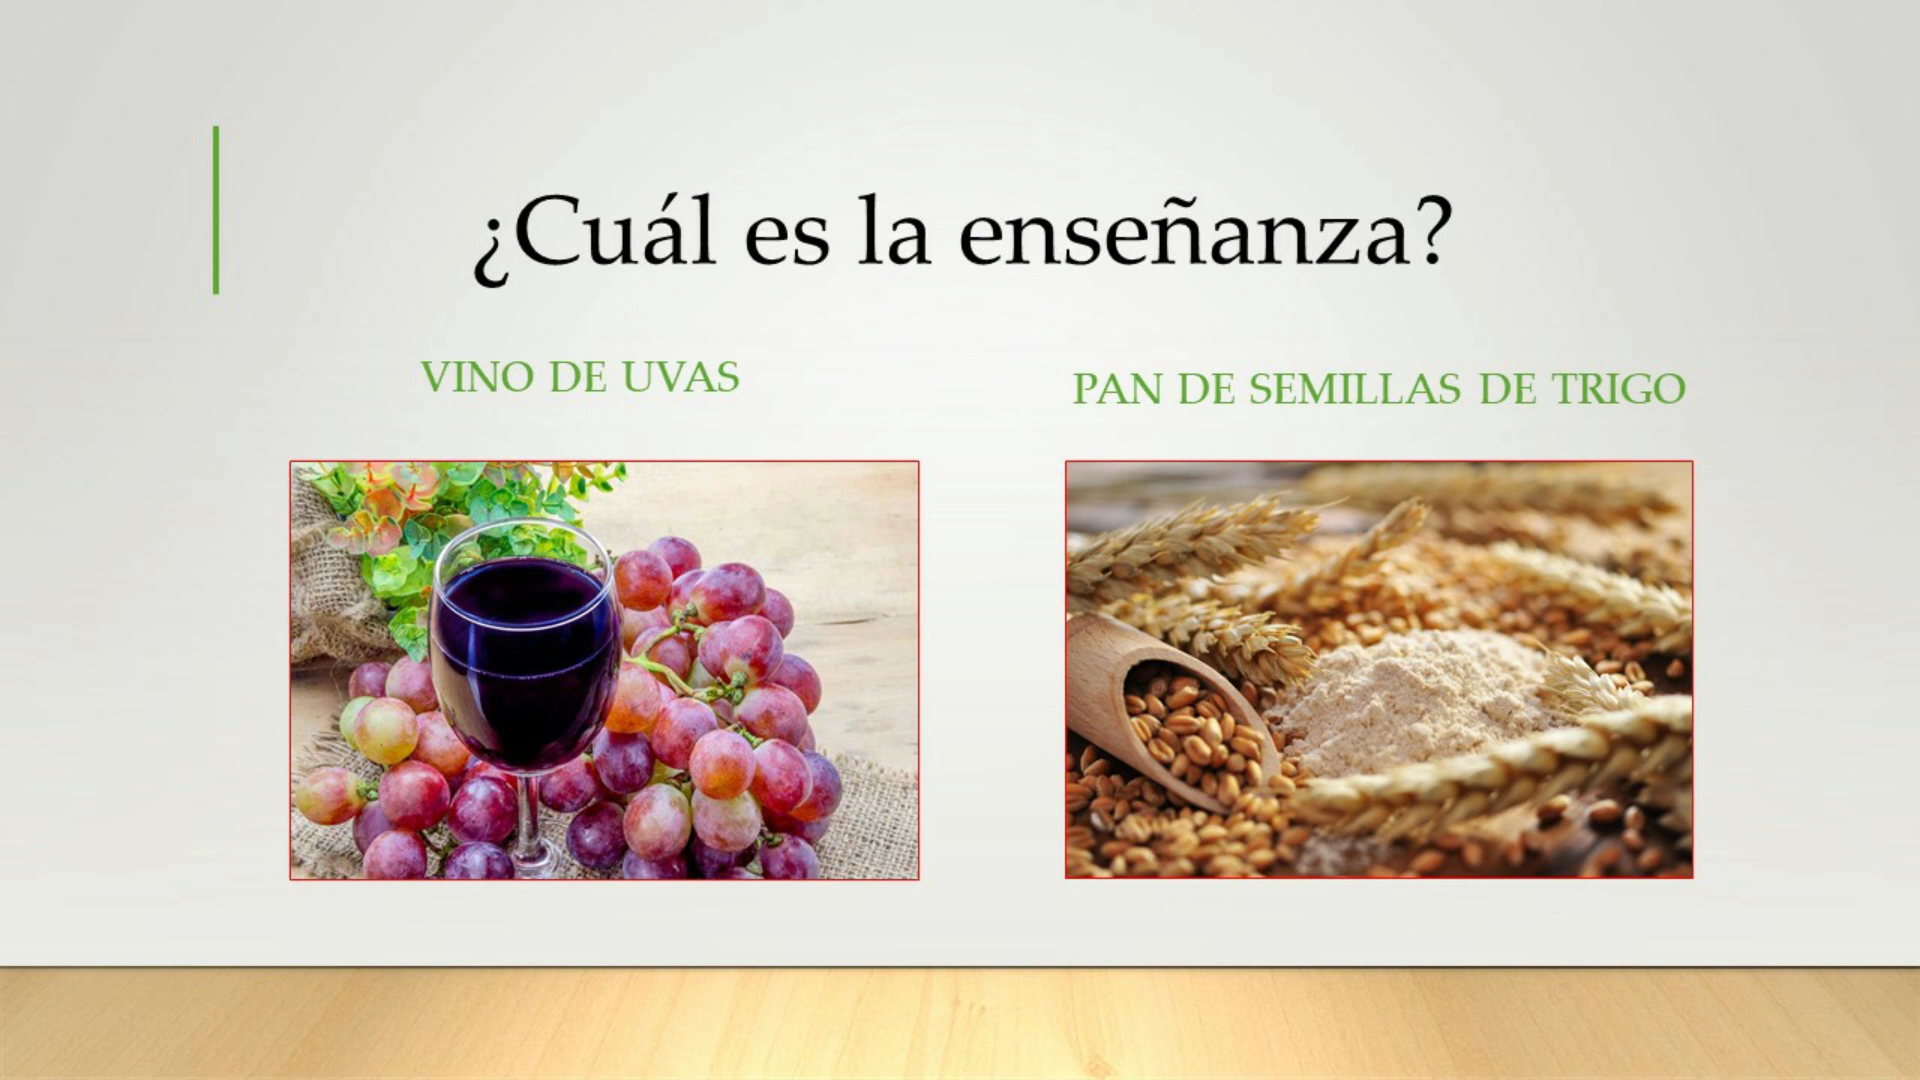 ¿Cuál es la enseñanza?
VINO DE UVAS
PAN DE SEMILLAS DE TRIGO